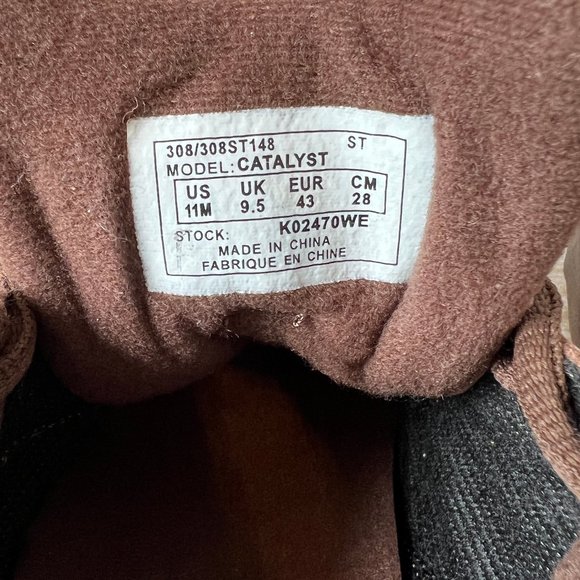 308/308ST148 ST
MODEL: CATALYST
US UK EUR CM
11M 9.5 43 28
STOCK: K02470WE
MADE IN CHINA
FABRIQUE EN CHINE